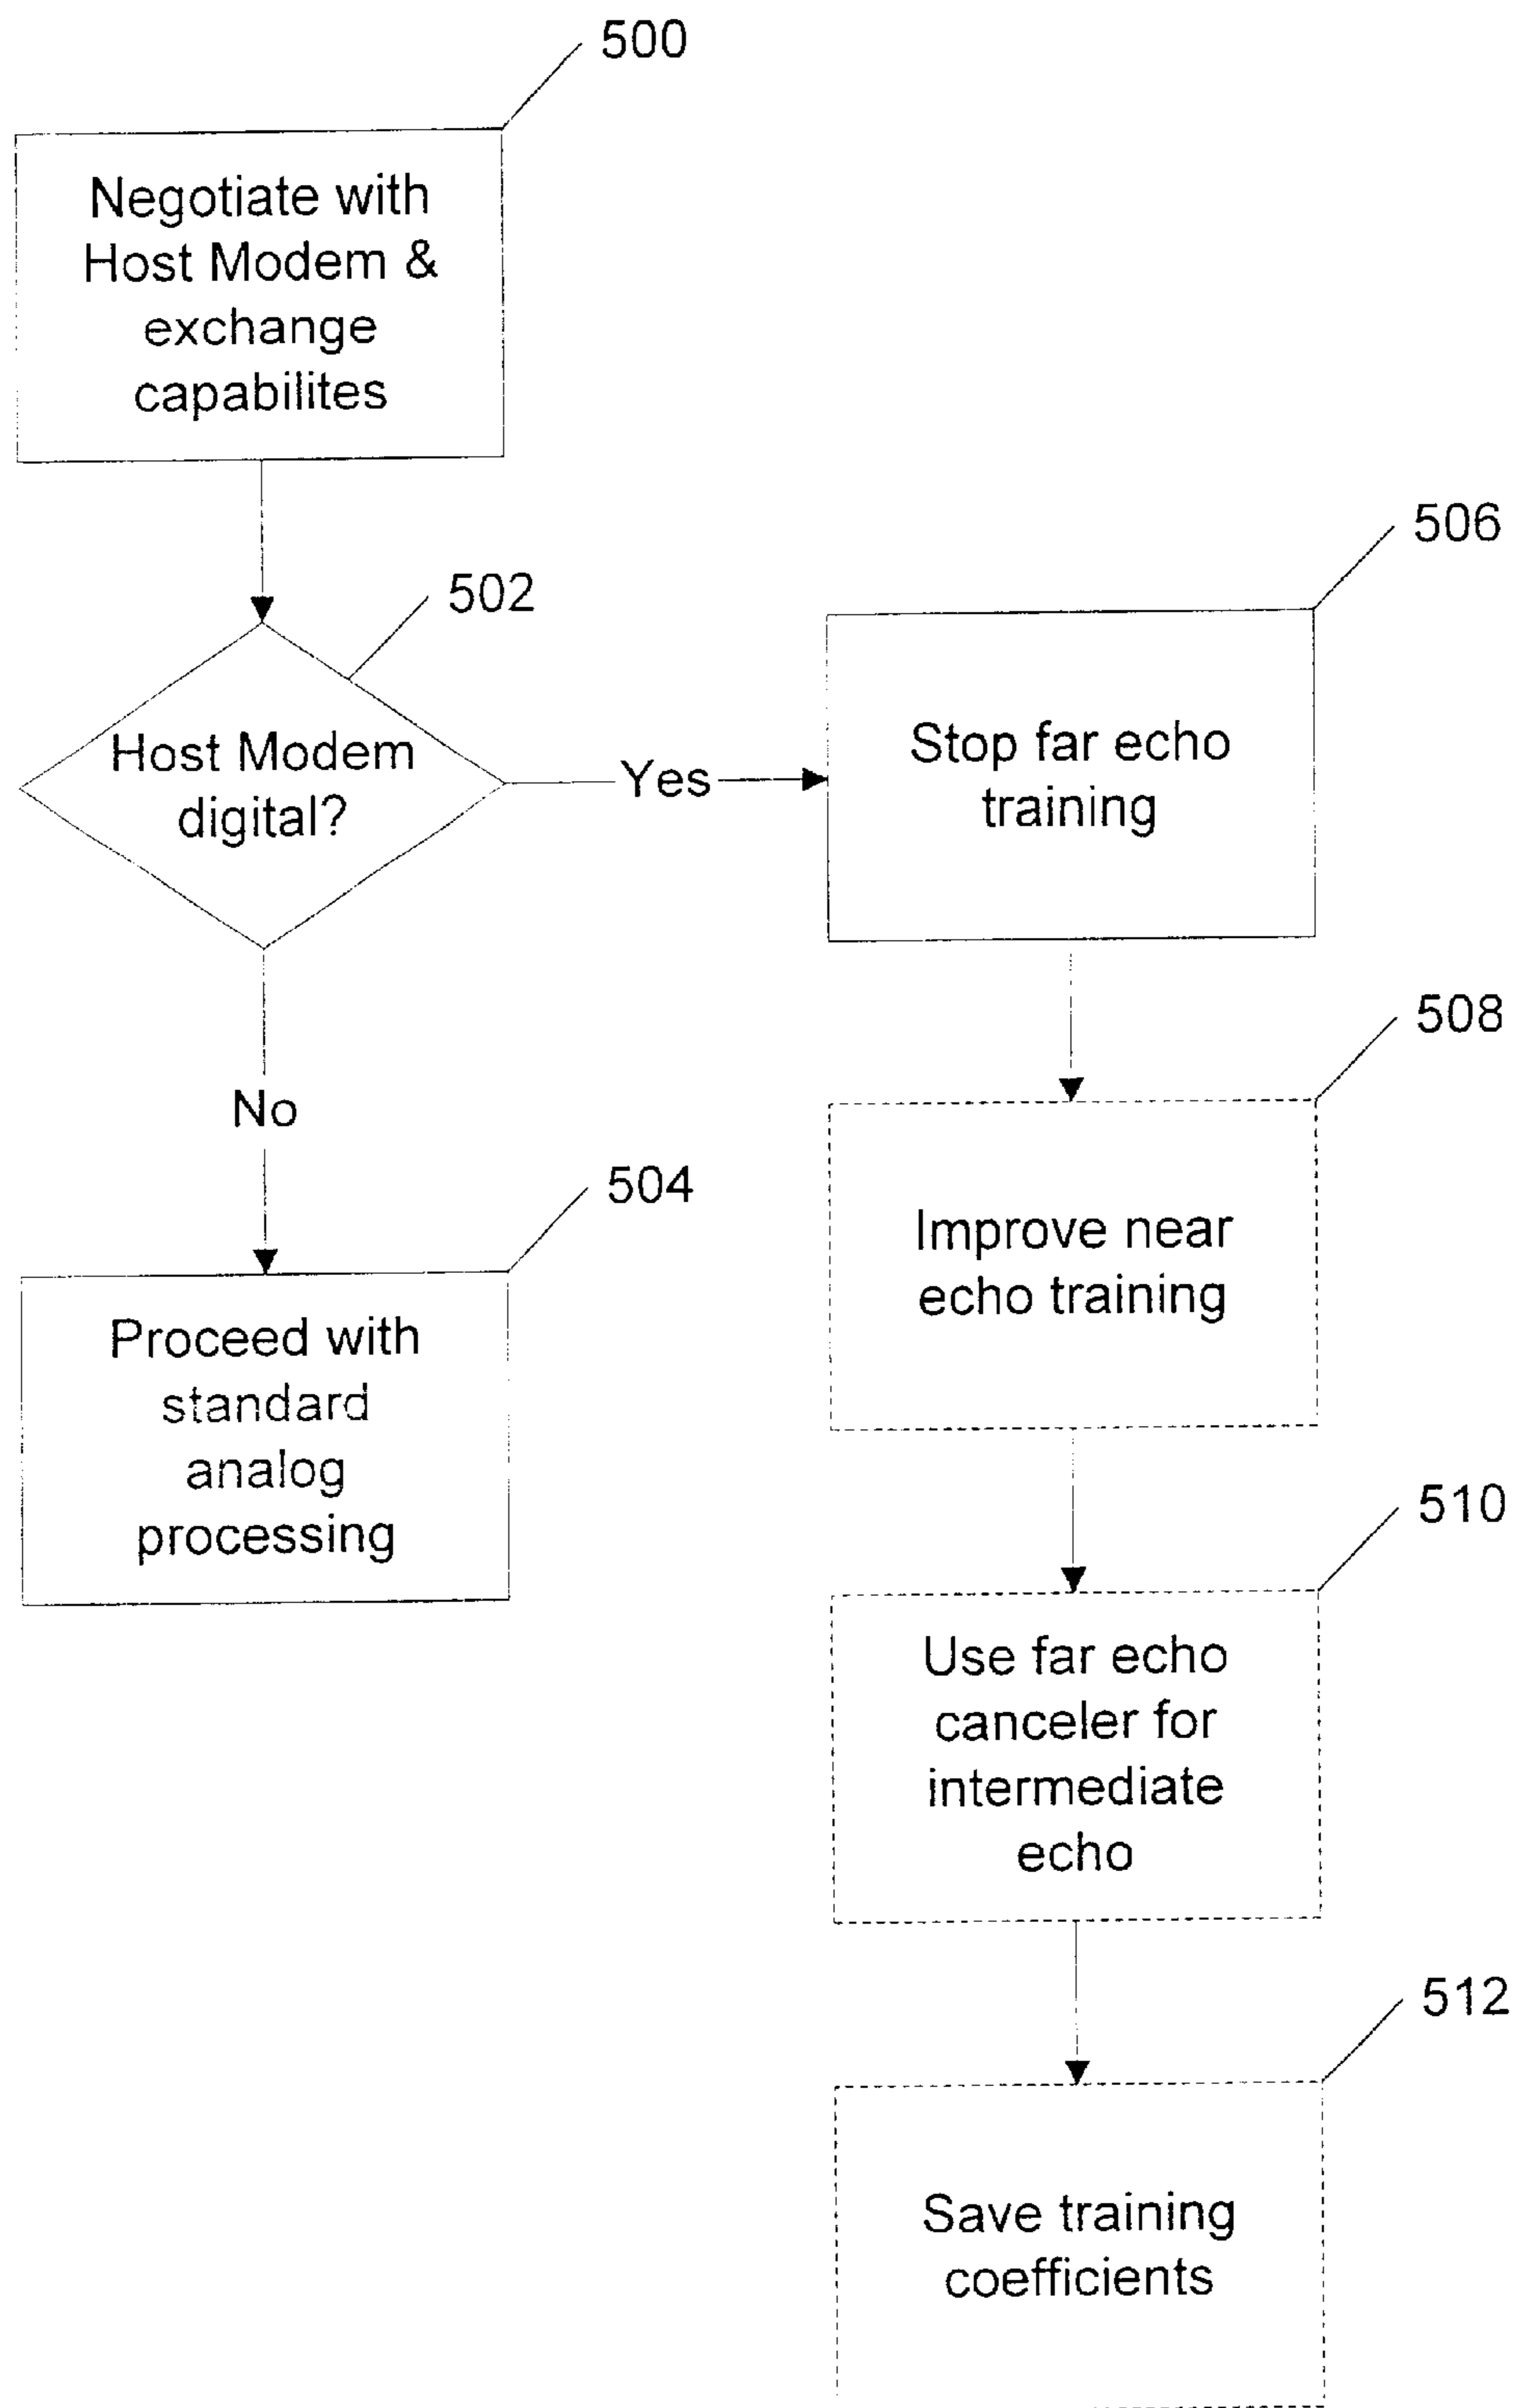 500
Negotiate with
Host Modem &
exchange
capabilites
502
Host Modem
digital?
Yes
No
504
Proceed with
standard
analog
processing
506
Stop far echo
training
508
Improve near
echo training
510
Use far echo
canceler for
intermediate
echo
512
Save training
coefficients